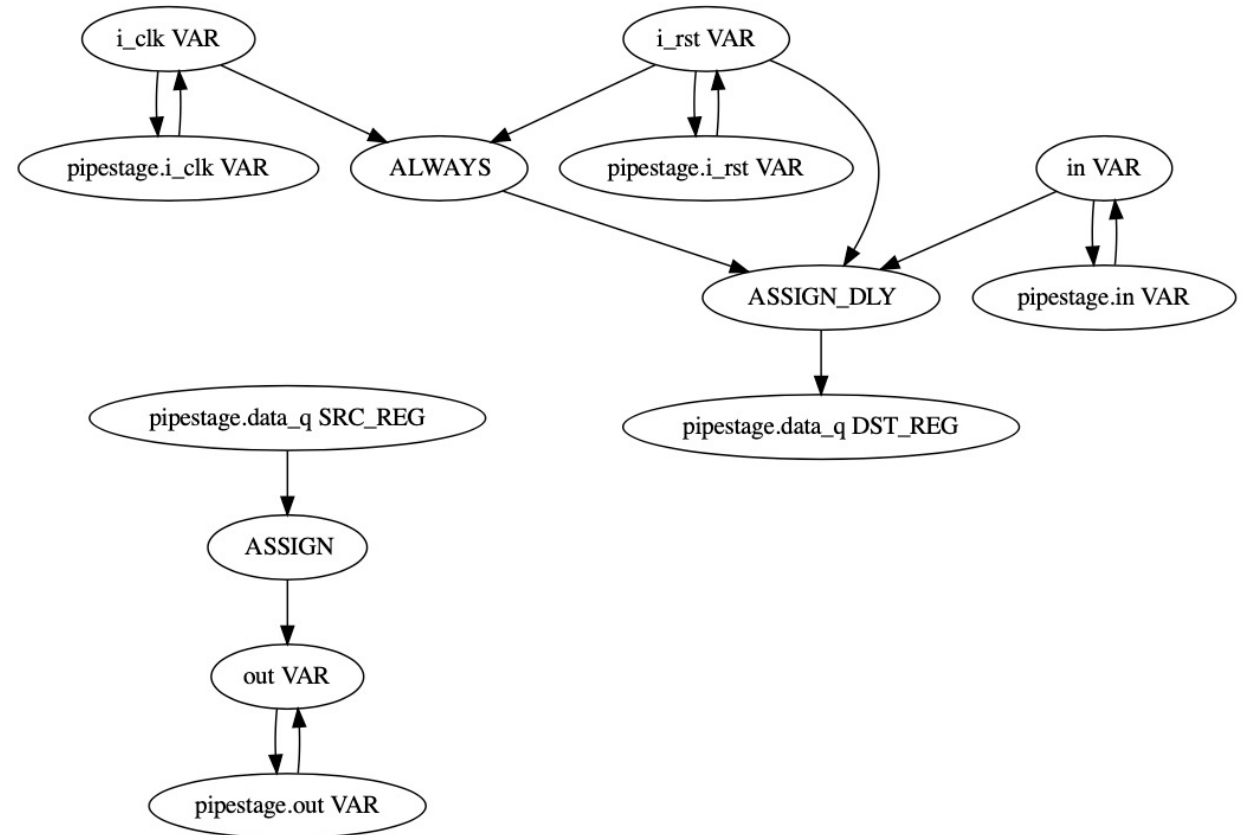 i_clk VAR
i_rst VAR
pipestage.i_clk VAR
ALWAYS
pipestage.i_rst VAR
in VAR
ASSIGN_DLY
pipestage.in VAR
pipestage.data_q SRC_REG
pipestage.data_q DST_REG
ASSIGN
out VAR
pipestage.out VAR